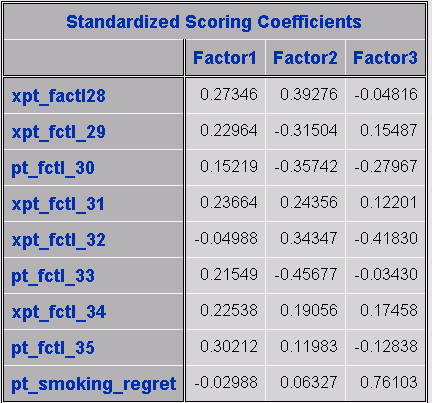 Standardized Scoring Coefficients
Factor1 Factor2 Factor3
xpt_factl28 0.27346 0.39276 -0.04816
xpt_fctl_29 0.22964 -0.31504 0.15487
pt_fctl_30 0.15219 -0.35742 -0.27967
xpt_fctl_31 0.23664 0.24356 0.12201
xpt_fctl_32 -0.04988 0.34347 -0.41830
pt_fctl_33 0.21549 -0.45677 -0.03430
xpt_fctl_34 0.22538 0.19056 0.17458
pt_fctl_35 0.30212 0.11983 -0.12838
pt_smoking_regret -0.02988 0.06327 0.76103